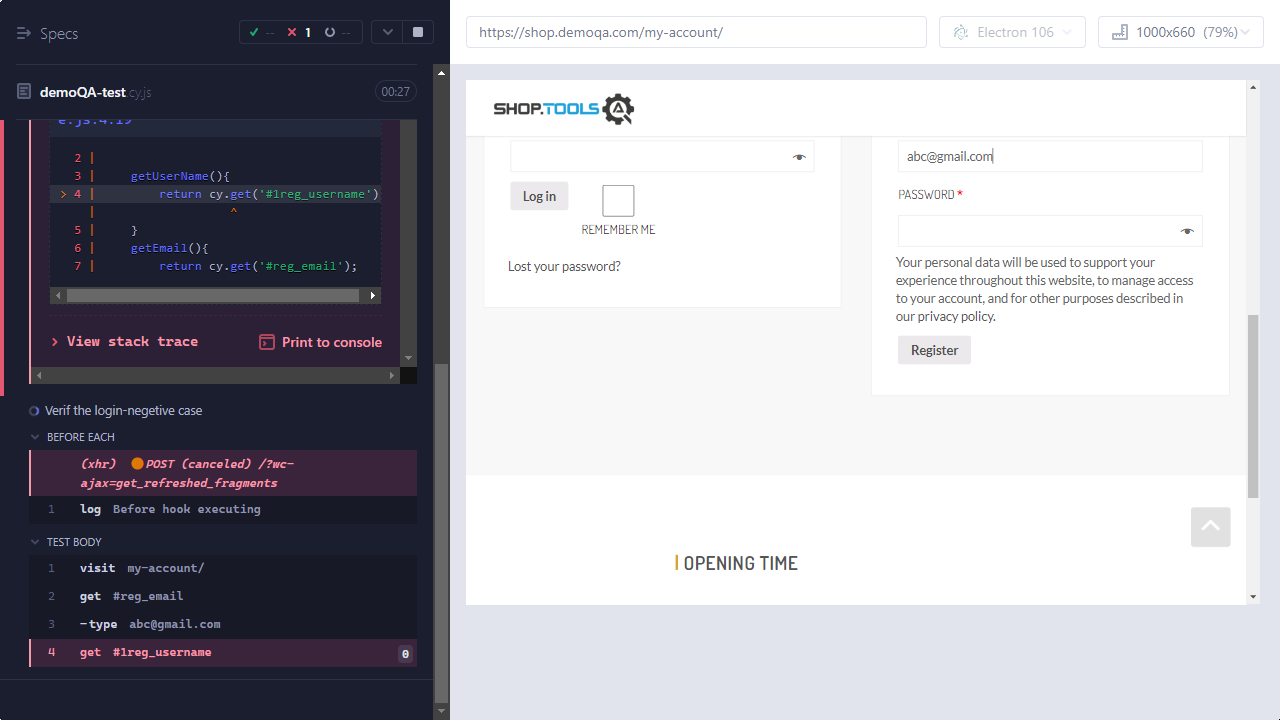 Specs
-- 1 --
demoQA-test.cy.js
00:27
e.js:4:19
2 |
3 | getUserName(){
> 4 | return cy.get('#1reg_username')
| ^
5 | }
6 | getEmail(){
7 | return cy.get('#reg_email');
View stack trace
Print to console
Verif the login-negetive case
BEFORE EACH
(xhr) POST (canceled) /?wc-
ajax=get_refreshed_fragments
1 log Before hook executing
TEST BODY
1 visit my-account/
2 get #reg_email
3 -type abc@gmail.com
4 get #1reg_username 0
https://shop.demoqa.com/my-account/
Electron 106
1000x660 (79%)
SHOP.TOOLS
Log in
REMEMBER ME
Lost your password?
abc@gmail.com
PASSWORD *
Your personal data will be used to support your
experience throughout this website, to manage access
to your account, and for other purposes described in
our privacy policy.
Register
OPENING TIME